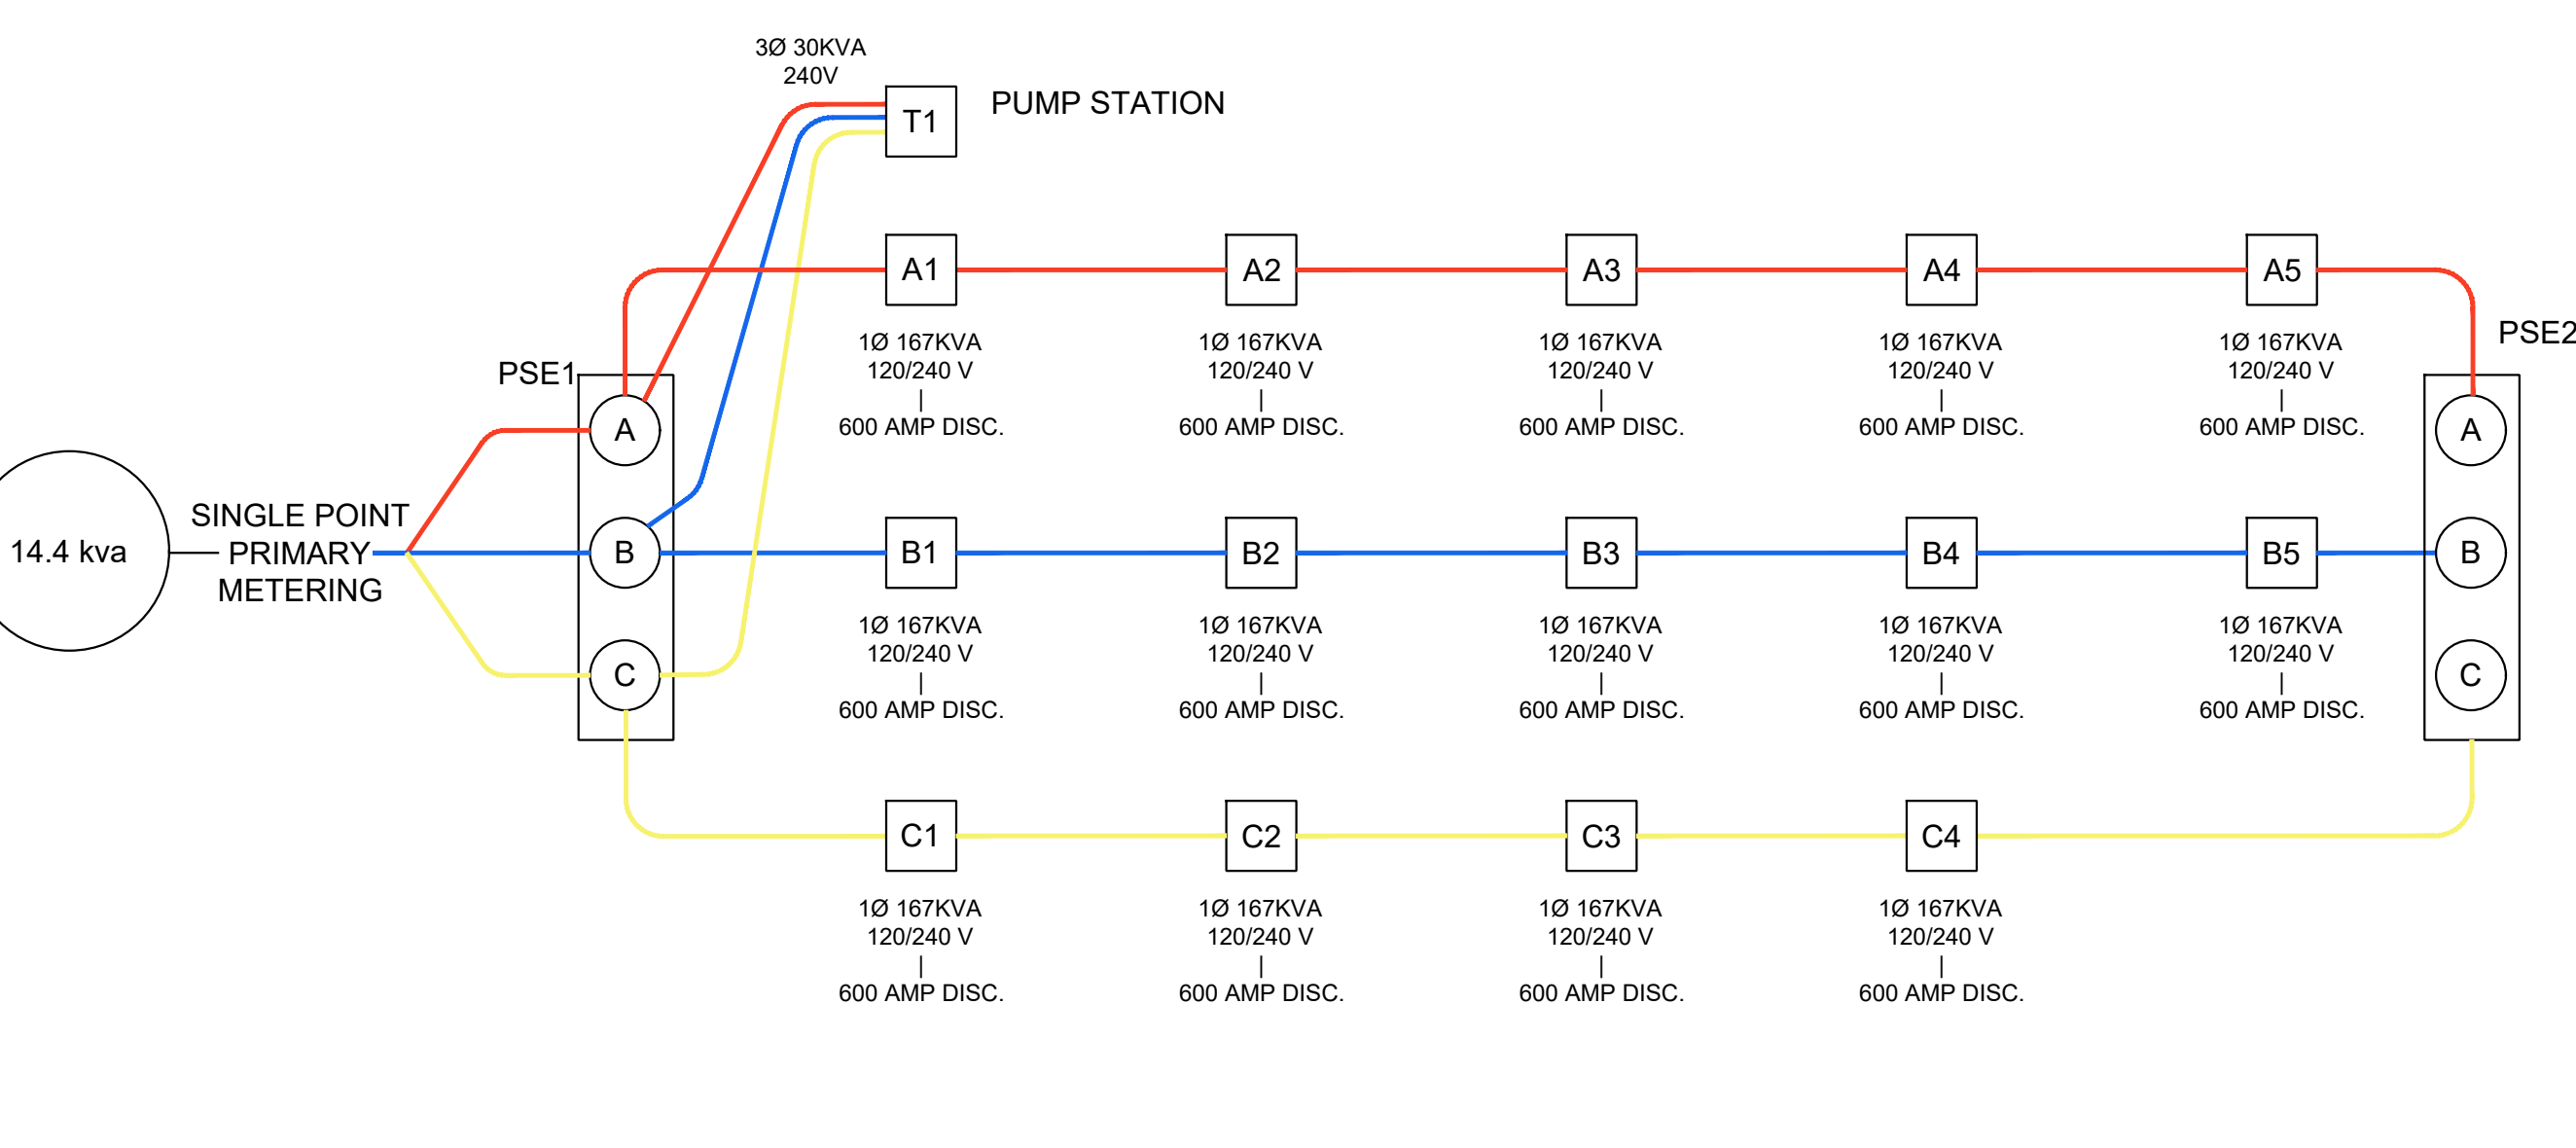 3Ø 30KVA
240V
T1
PUMP STATION
A1
A2
A3
A4
A5
1Ø 167KVA
120/240 V
600 AMP DISC.
1Ø 167KVA
120/240 V
600 AMP DISC.
1Ø 167KVA
120/240 V
600 AMP DISC.
1Ø 167KVA
120/240 V
600 AMP DISC.
1Ø 167KVA
120/240 V
600 AMP DISC.
PSE1
A
B
C
PSE2
A
B
C
14.4 kva
SINGLE POINT
PRIMARY
METERING
B1
B2
B3
B4
B5
1Ø 167KVA
120/240 V
600 AMP DISC.
1Ø 167KVA
120/240 V
600 AMP DISC.
1Ø 167KVA
120/240 V
600 AMP DISC.
1Ø 167KVA
120/240 V
600 AMP DISC.
1Ø 167KVA
120/240 V
600 AMP DISC.
C1
C2
C3
C4
1Ø 167KVA
120/240 V
600 AMP DISC.
1Ø 167KVA
120/240 V
600 AMP DISC.
1Ø 167KVA
120/240 V
600 AMP DISC.
1Ø 167KVA
120/240 V
600 AMP DISC.